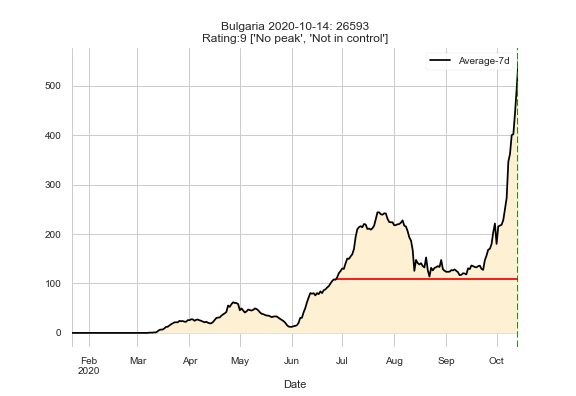 Bulgaria 2020-10-14: 26593
Rating:9 ['No peak', 'Not in control']
Average-7d
500
400
300
200
100
0
Feb Mar Apr May Jun Jul Aug Sep Oct
2020
Date